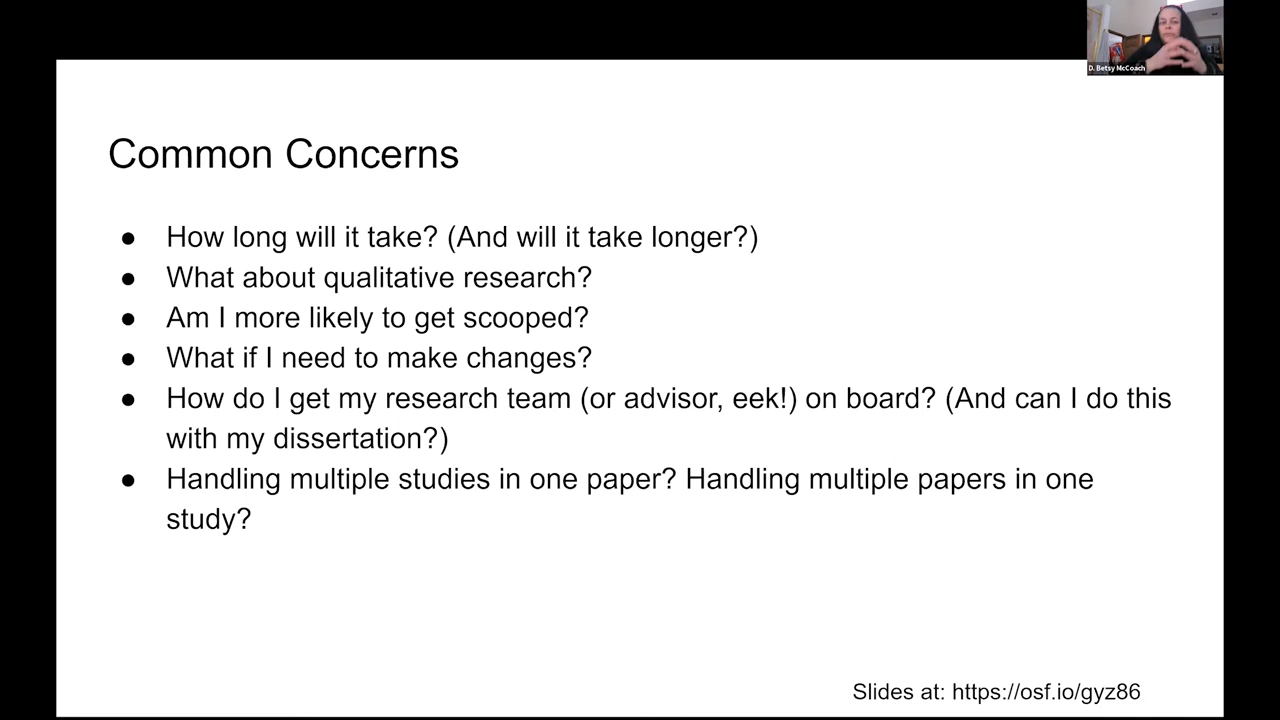 D. Betsy McCoach
Common Concerns
● How long will it take? (And will it take longer?)
● What about qualitative research?
● Am I more likely to get scooped?
● What if I need to make changes?
● How do I get my research team (or advisor, eek!) on board? (And can I do this
with my dissertation?)
● Handling multiple studies in one paper? Handling multiple papers in one
study?
Slides at: https://osf.io/gyz86